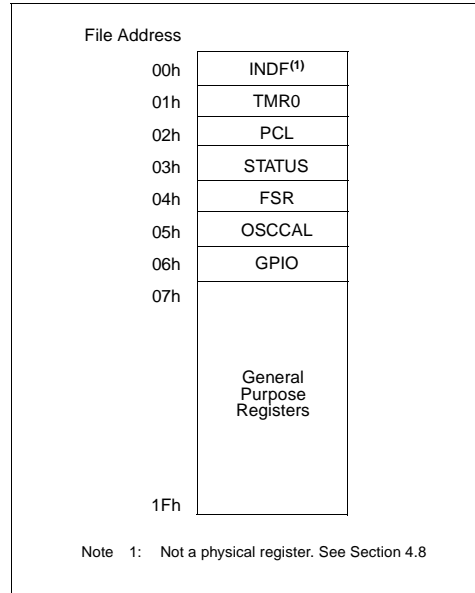 File Address
00h INDF(1)
01h TMR0
02h PCL
03h STATUS
04h FSR
05h OSCCAL
06h GPIO
07h
General
Purpose
Registers
1Fh
Note 1: Not a physical register. See Section 4.8